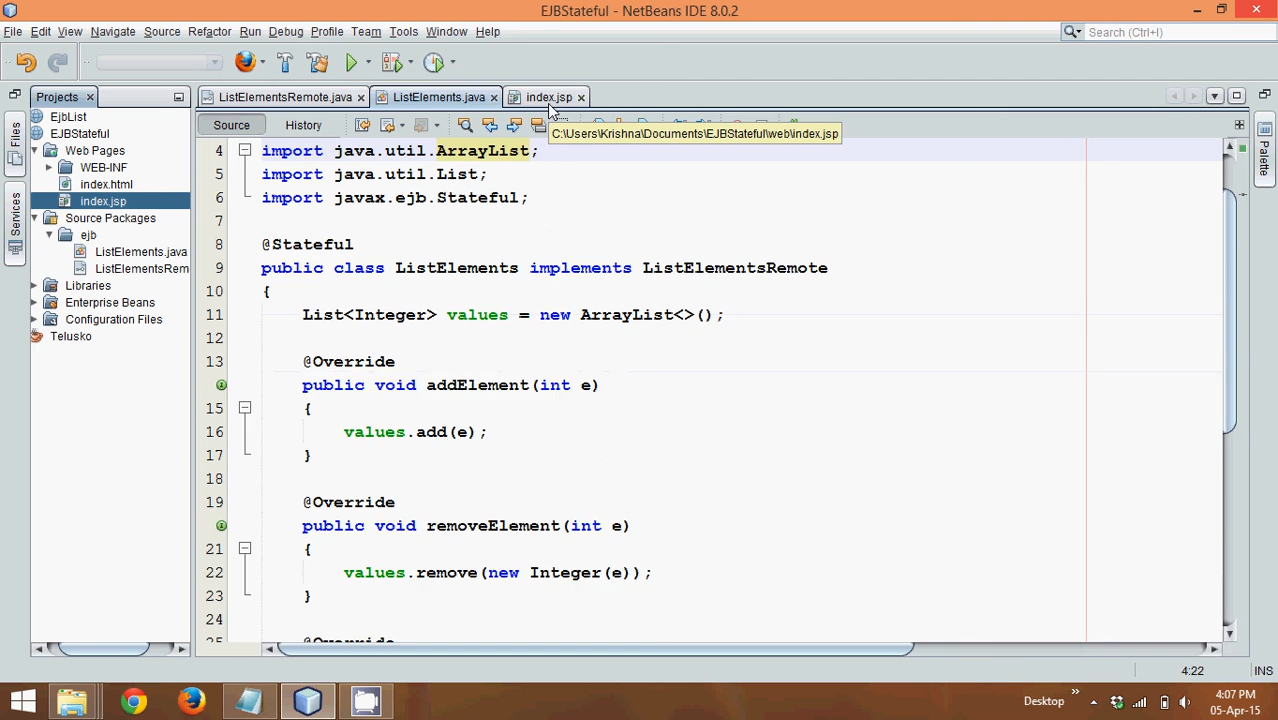 EJBStateful - NetBeans IDE 8.0.2
File Edit View Navigate Source Refactor Run Debug Profile Team Tools Window Help
Search (Ctrl+I)
Projects
ListElementsRemote.java
ListElements.java
index.jsp
Files
Services
Palette
EjbList
EJBStateful
Web Pages
WEB-INF
index.html
index.jsp
Source Packages
ejb
ListElements.java
ListElementsRem
Libraries
Enterprise Beans
Configuration Files
Telusko
Source History
C:\Users\Krishna\Documents\EJBStateful\web\index.jsp
4 import java.util.ArrayList;
5 import java.util.List;
6 import javax.ejb.Stateful;
7
8 @Stateful
9 public class ListElements implements ListElementsRemote
10 {
11 List<Integer> values = new ArrayList<>();
12
13 @Override
public void addElement(int e)
15 {
16 values.add(e);
17 }
18
19 @Override
public void removeElement(int e)
21 {
22 values.remove(new Integer(e));
23 }
24
25 @Override
4:22 INS
Desktop
4:07 PM
05-Apr-15